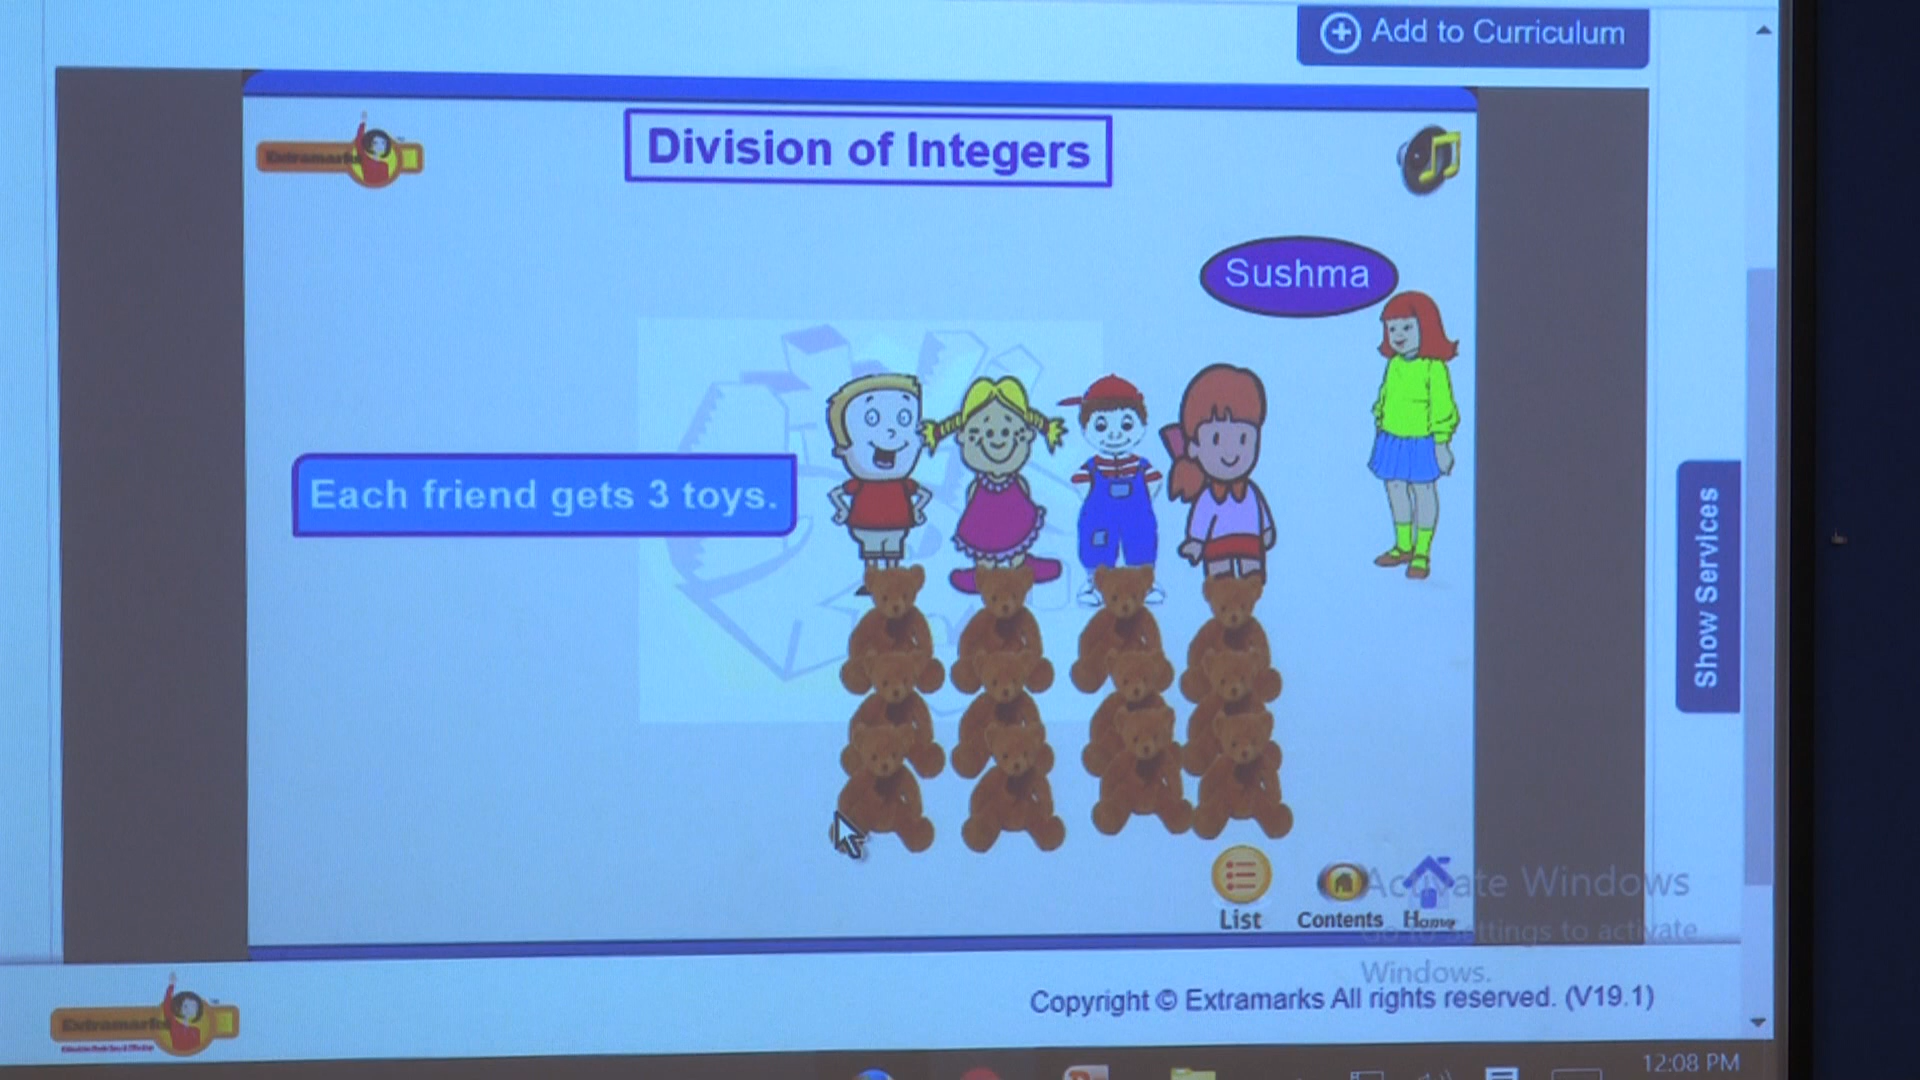 Add to Curriculum
Extramarks
Division of Integers
Sushma
Each friend gets 3 toys.
Show Services
List
Contents
Home
Activate Windows
Go to Settings to activate
Windows.
Extramarks
Copyright © Extramarks All rights reserved. (V19.1)
12:08 PM